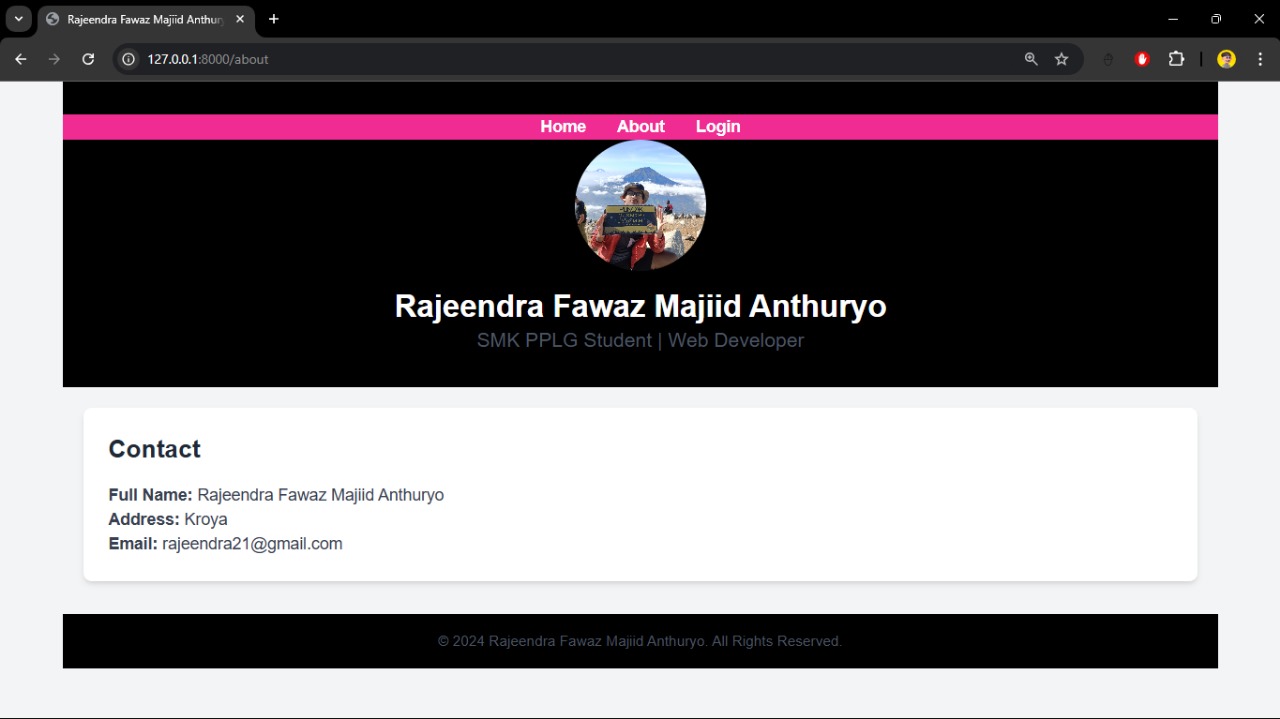 Rajeendra Fawaz Majiid Anthur
127.0.0.1:8000/about
Home About Login
Rajeendra Fawaz Majiid Anthuryo
SMK PPLG Student | Web Developer
Contact
Full Name: Rajeendra Fawaz Majiid Anthuryo
Address: Kroya
Email: rajeendra21@gmail.com
© 2024 Rajeendra Fawaz Majiid Anthuryo. All Rights Reserved.